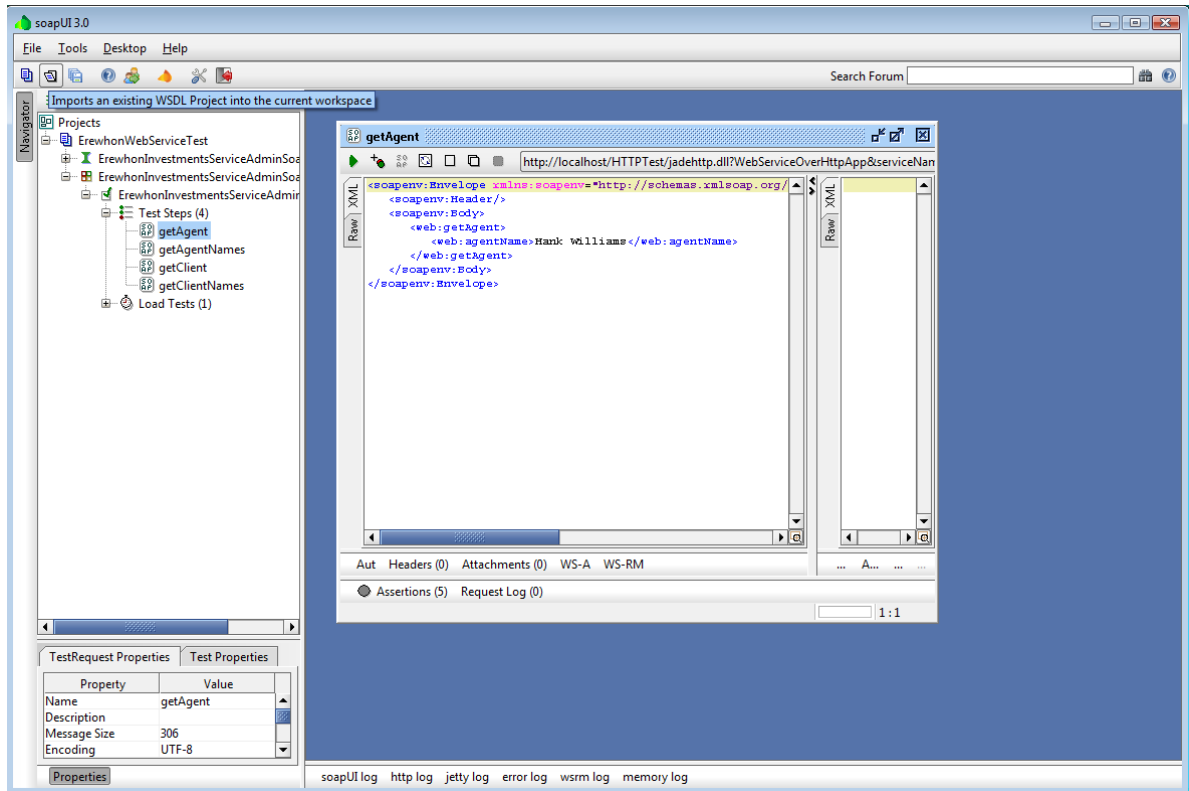 soapUI 3.0
File Tools Desktop Help
Search Forum
Imports an existing WSDL Project into the current workspace
Navigator
Projects
ErewhonWebServiceTest
ErewhonInvestmentsServiceAdminSoa
ErewhonInvestmentsServiceAdminSoa
ErewhonInvestmentsServiceAdmin
Test Steps (4)
getAgent
getAgentNames
getClient
getClientNames
Load Tests (1)
getAgent
http://localhost/HTTPTest/jadehttp.dll?WebServiceOverHttpApp&serviceNam
XML
Raw
<soapenv:Envelope xmlns:soapenv="http://schemas.xmlsoap.org/
<soapenv:Header/>
<soapenv:Body>
<web:getAgent>
<web:agentName>Hank Williams</web:agentName>
</web:getAgent>
</soapenv:Body>
</soapenv:Envelope>
XML
Raw
Aut Headers (0) Attachments (0) WS-A WS-RM
... A... ... ...
Assertions (5) Request Log (0)
1:1
TestRequest Properties Test Properties
Property Value
Name getAgent
Description
Message Size 306
Encoding UTF-8
Properties
soapUI log http log jetty log error log wsrm log memory log